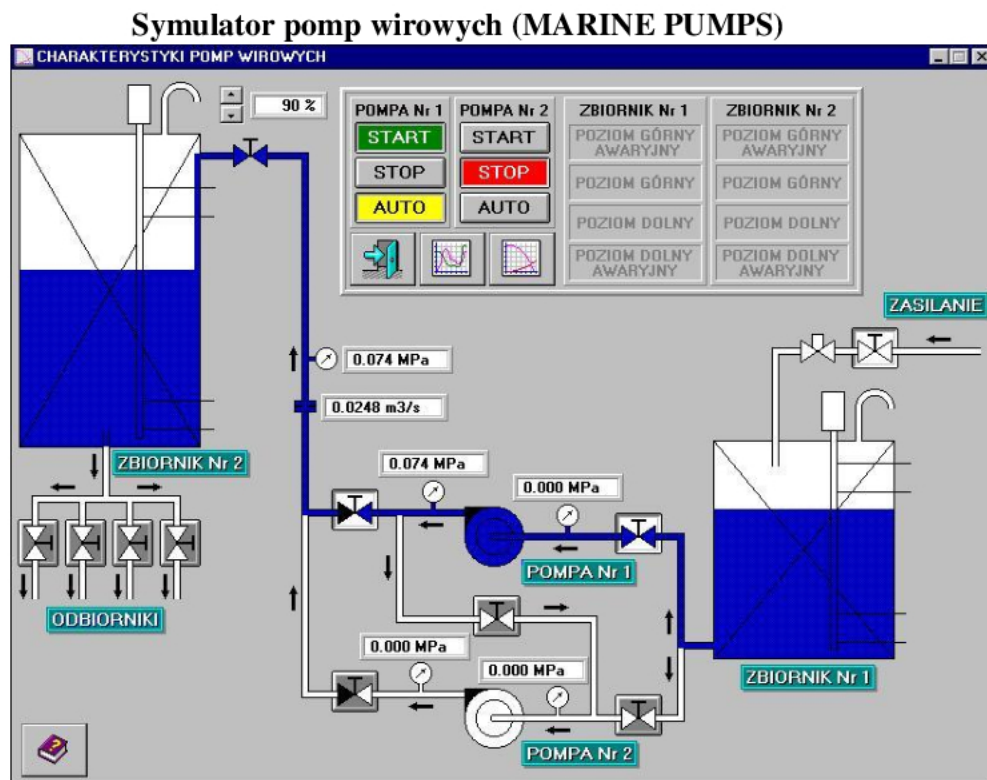 Symulator pomp wirowych (MARINE PUMPS)
CHARAKTERYSTYKI POMP WIROWYCH
90 %
POMPA Nr 1
START
STOP
AUTO
POMPA Nr 2
START
STOP
AUTO
ZBIORNIK Nr 1
POZIOM GÓRNY
AWARYJNY
POZIOM GÓRNY
POZIOM DOLNY
POZIOM DOLNY
AWARYJNY
ZBIORNIK Nr 2
POZIOM GÓRNY
AWARYJNY
POZIOM GÓRNY
POZIOM DOLNY
POZIOM DOLNY
AWARYJNY
ZASILANIE
0.074 MPa
0.0248 m3/s
ZBIORNIK Nr 2
0.074 MPa
0.000 MPa
POMPA Nr 1
ODBIORNIKI
0.000 MPa
0.000 MPa
ZBIORNIK Nr 1
POMPA Nr 2